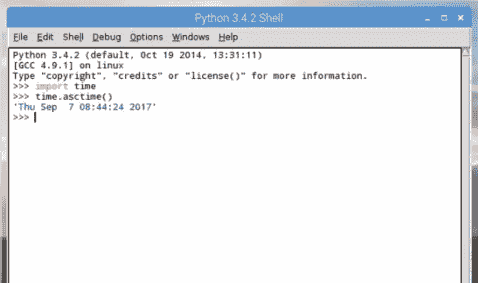 Python 3.4.2 Shell
File Edit Shell Debug Options Windows Help
Python 3.4.2 (default, Oct 19 2014, 13:31:11)
[GCC 4.9.1] on linux
Type "copyright", "credits" or "license()" for more information.
>>> import time
>>> time.asctime()
'Thu Sep  7 08:44:24 2017'
>>>